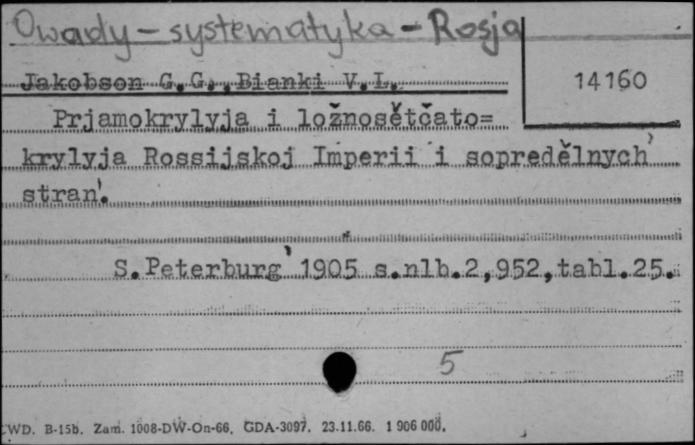 Owady - systematyka - Rosja
Jakobson G.G., Bianki V.L.
14160
Prjamokrylyja i ložnosětčato=
krylyja Rossijskoj Imperii i sopredělnych'
stran'.
S.Peterburg' 1905 s.nlb.2,952,tabl.25.
5
CWD. B-15b. Zam. 1008-DW-On-66. GDA-3097. 23.11.66. 1 906 000.